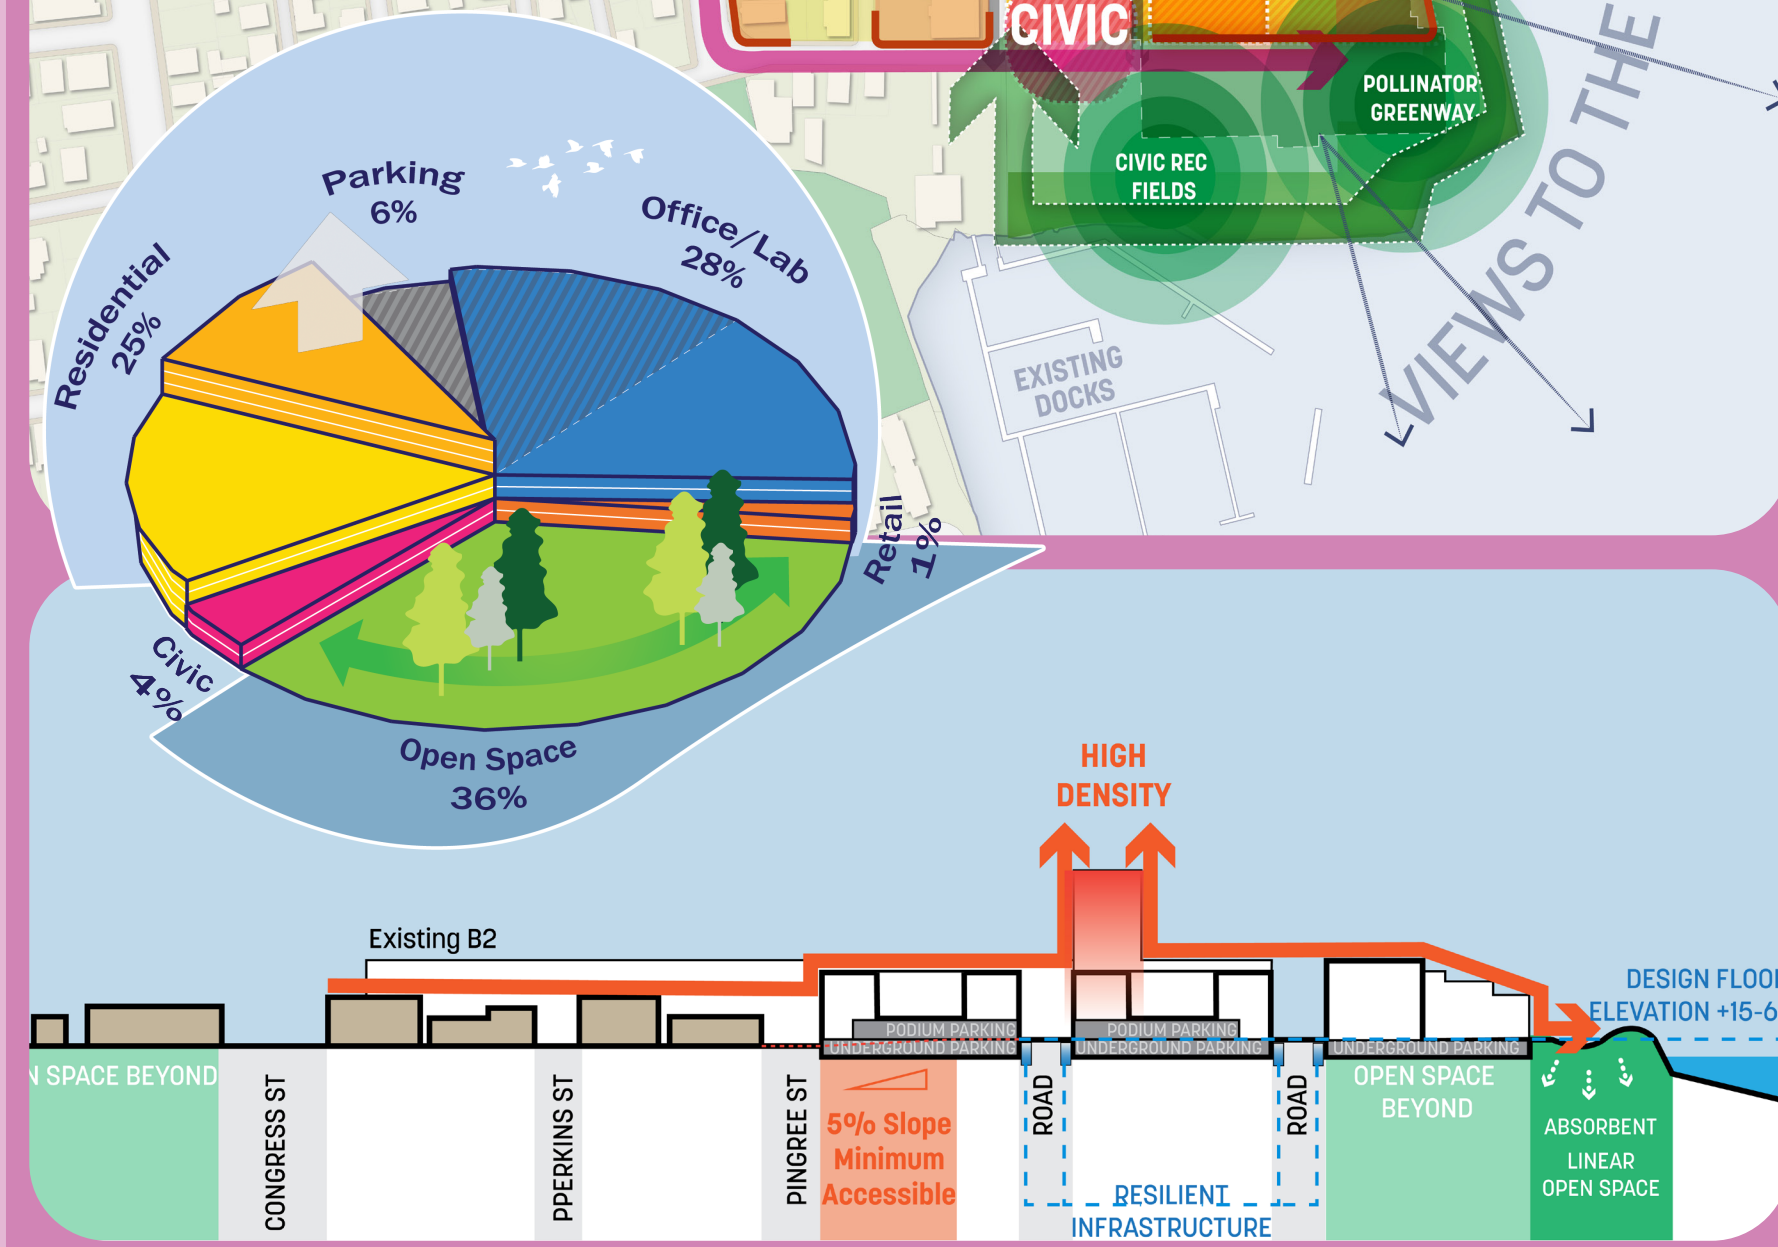 CIVIC
POLLINATOR
GREENWAY
CIVIC REC
FIELDS
VIEWS TO THE
EXISTING
DOCKS
Parking
6%
Office/Lab
28%
Residential
25%
Retail
1%
Civic
4%
Open Space
36%
HIGH
DENSITY
Existing B2
DESIGN FLOO
ELEVATION +15-6
PODIUM PARKING
PODIUM PARKING
UNDERGROUND PARKING
UNDERGROUND PARKING
UNDERGROUND PARKING
N SPACE BEYOND
CONGRESS ST
PPERKINS ST
PINGREE ST
5% Slope
Minimum
Accessible
ROAD
ROAD
RESILIENT
INFRASTRUCTURE
OPEN SPACE
BEYOND
ABSORBENT
LINEAR
OPEN SPACE